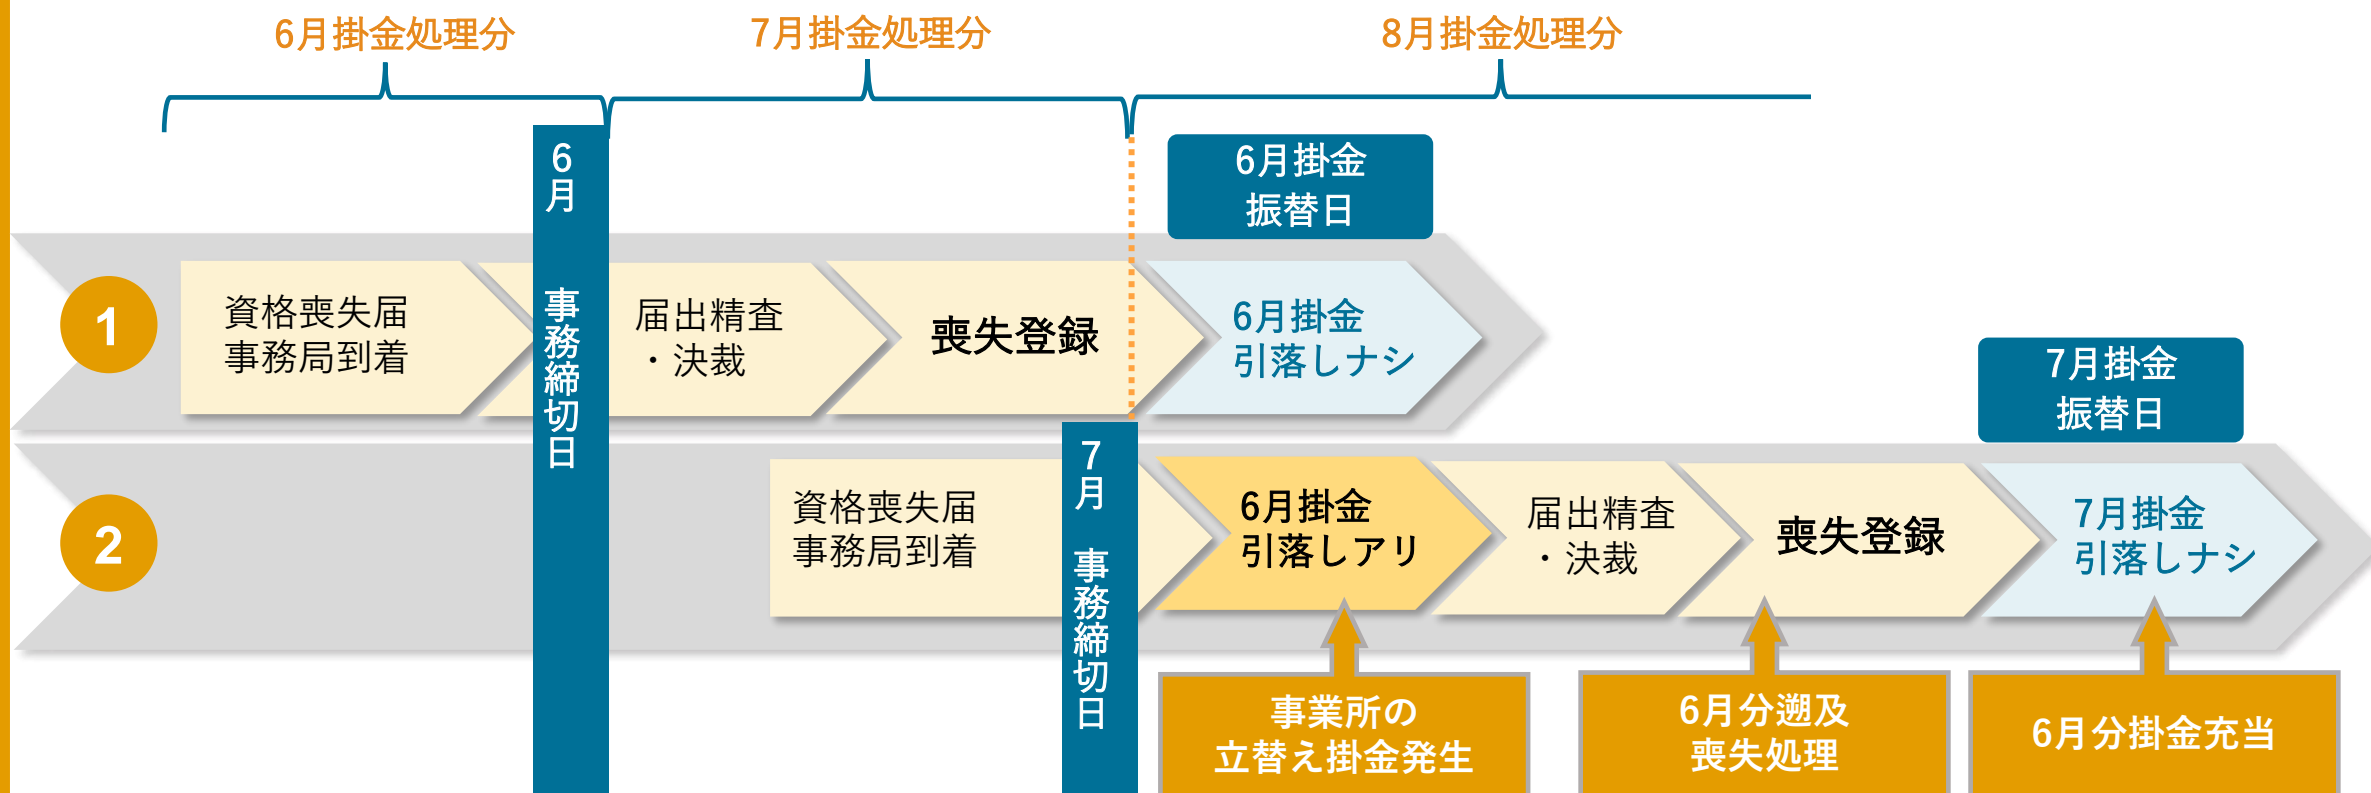 6月掛金処理分
7月掛金処理分
8月掛金処理分
6月 事務締切日
6月掛金
振替日
1
資格喪失届
事務局到着
届出精査
・決裁
喪失登録
6月掛金
引落しナシ
7月掛金
振替日
2
資格喪失届
事務局到着
7月 事務締切日
6月掛金
引落しアリ
届出精査
・決裁
喪失登録
7月掛金
引落しナシ
事業所の
立替え掛金発生
6月分遡及
喪失処理
6月分掛金充当